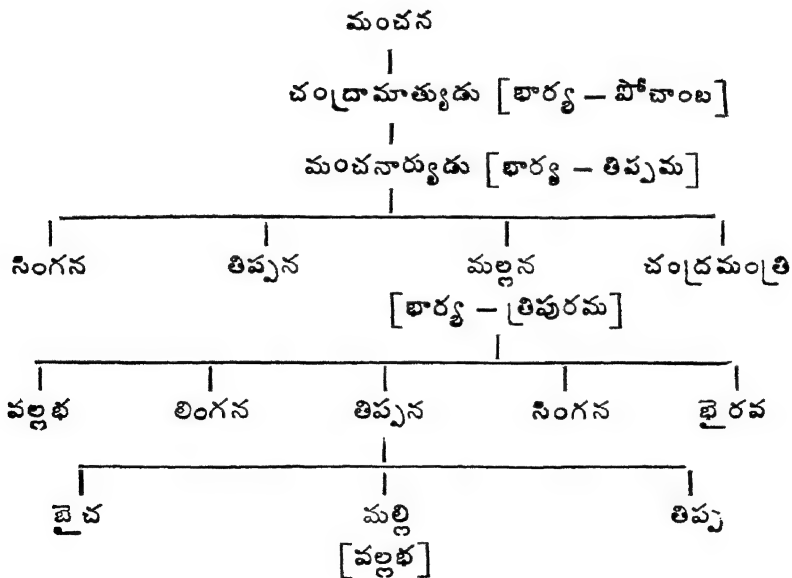 మంచన
చంద్రామాత్యుడు [భార్య – పోచాంబ]
మంచనార్యుడు [భార్య – తిప్పమ]
సింగన తిప్పన మల్లన చంద్రమంత్రి
[భార్య – త్రిపురమ]
వల్లభ లింగన తిప్పన సింగన భైరవ
బైచ మల్లి తిప్ప
[వల్లభ]